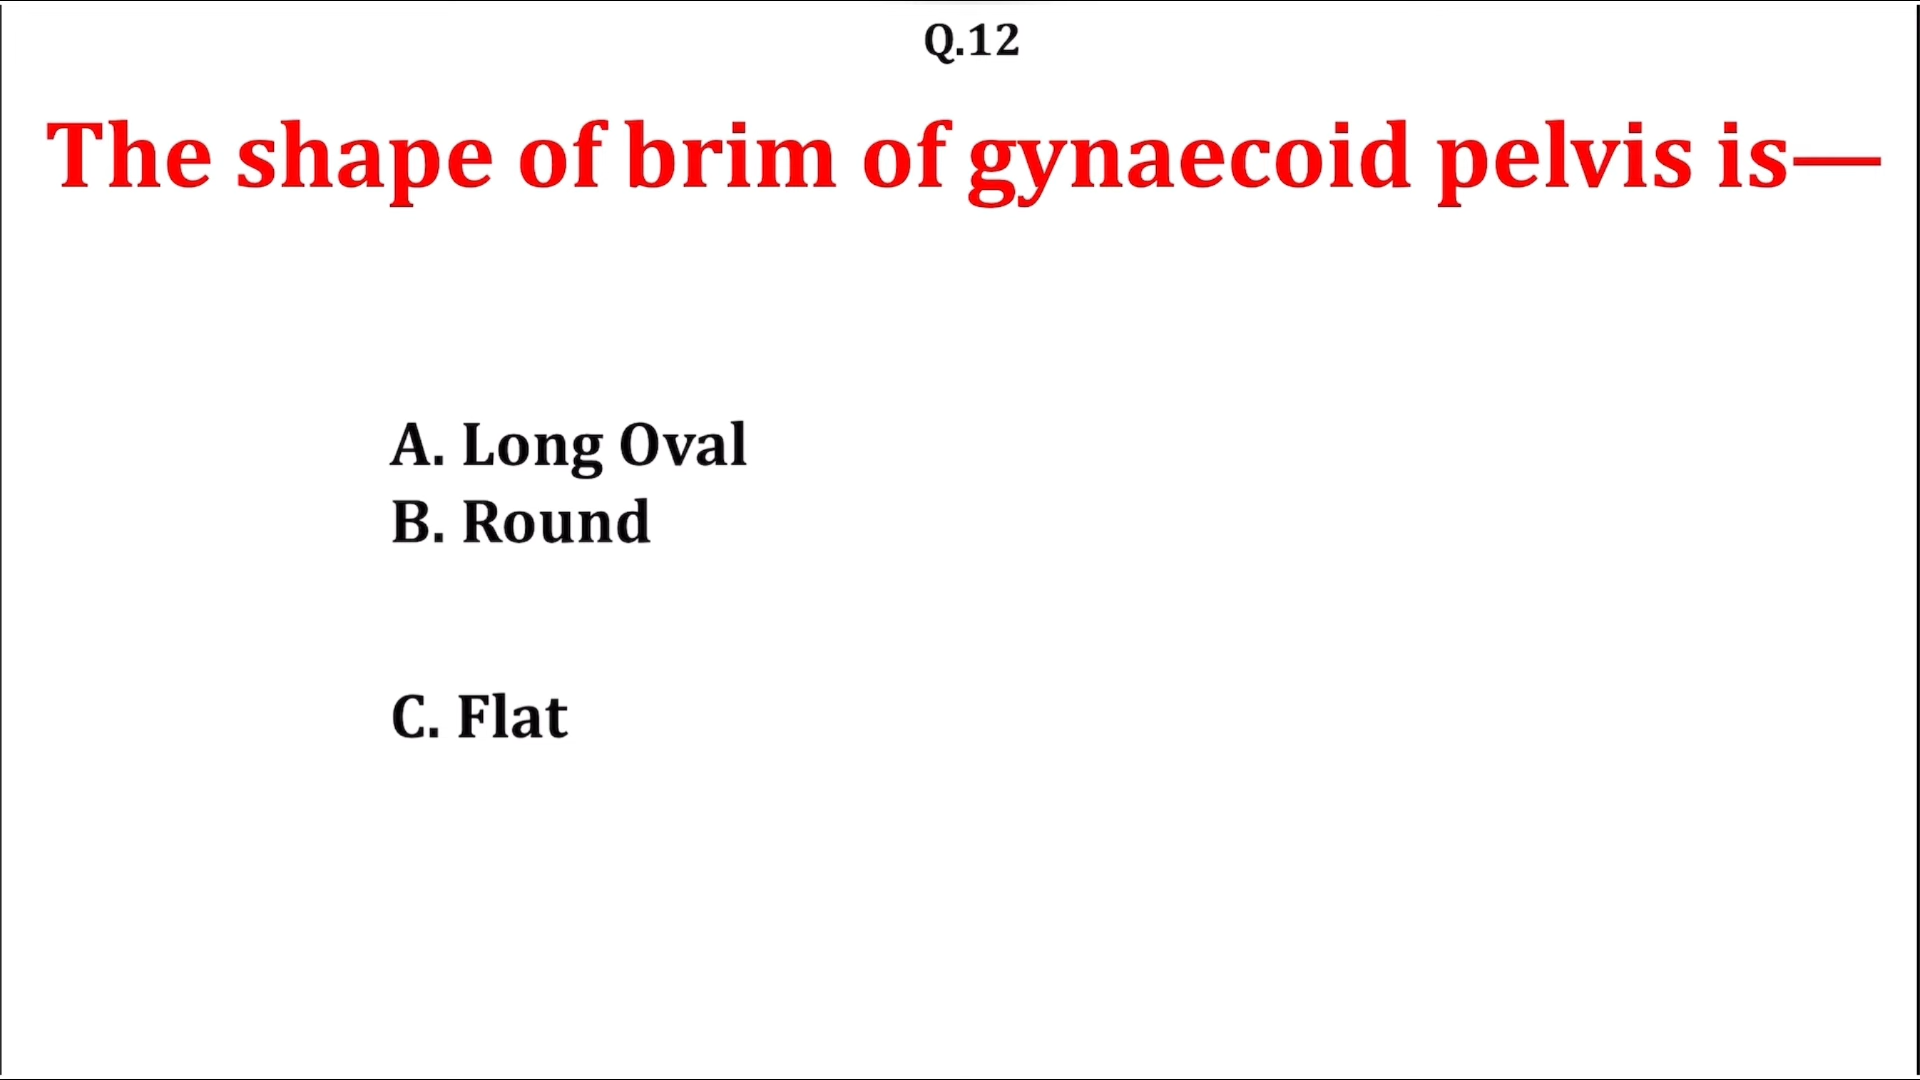 Q.12
The shape of brim of gynaecoid pelvis is—
A. Long Oval
B. Round
C. Flat